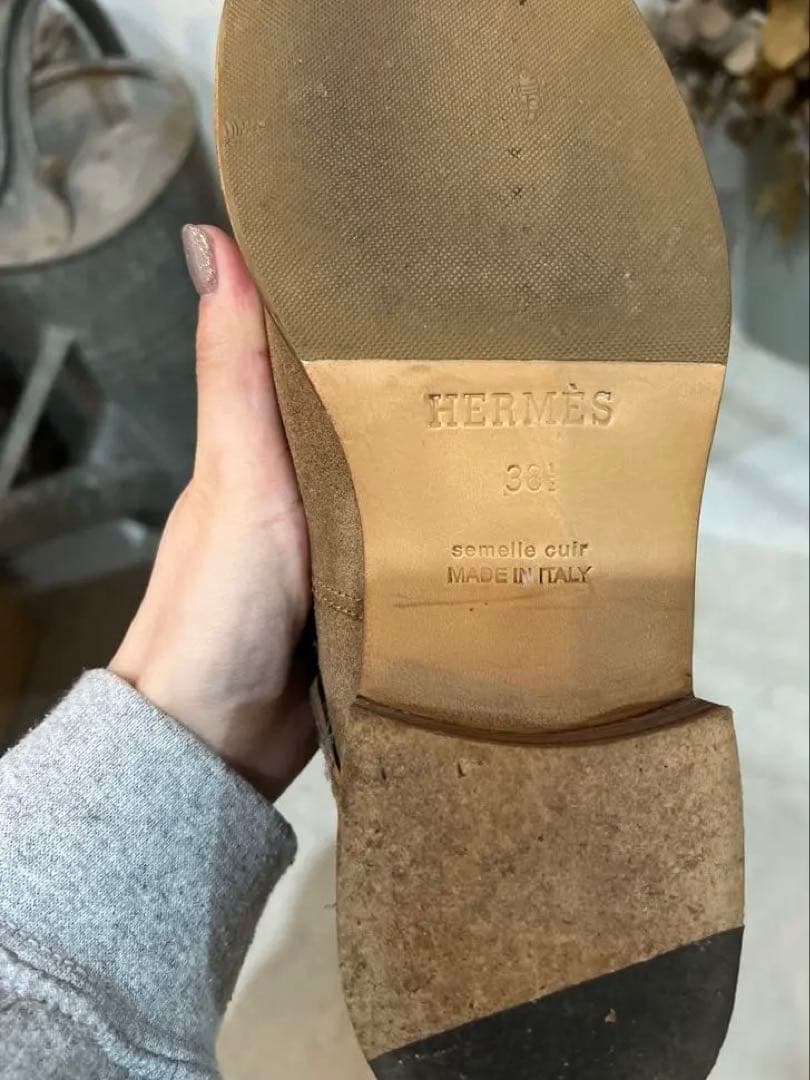 HERMÈS
38½
semelle cuir
MADE IN ITALY